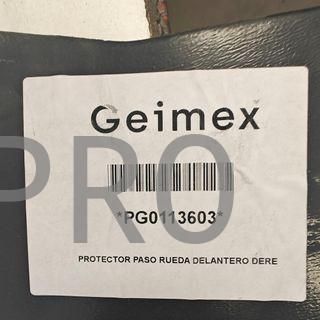 Geimex
PRO
*PG0113603*
PROTECTOR PASO RUEDA DELANTERO DERE